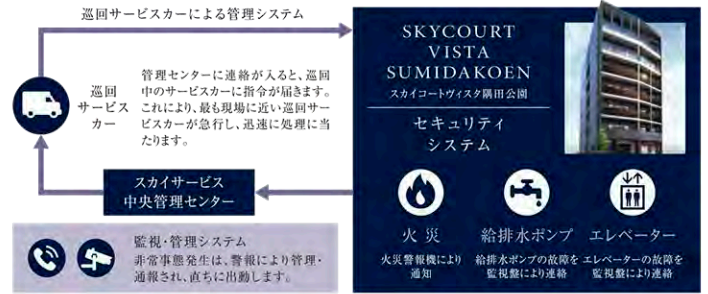 巡回サービスカーによる管理システム
巡回
サービス
カー
管理センターに連絡が入ると、巡回
中のサービスカーに指令が届きます。
これにより、最も現場に近い巡回サー
ビスカーが急行し、迅速に処理に当
たります。
スカイサービス
中央管理センター
監視・管理システム
非常事態発生は、警報により管理・
通報され、直ちに出動します。
SKYCOURT
VISTA
SUMIDAKOEN
スカイコートヴィスタ隅田公園
セキュリティ
システム
火災
火災警報機により
通知
給排水ポンプ
給排水ポンプの故障を
監視盤により連絡
エレベーター
エレベーターの故障を
監視盤により連絡